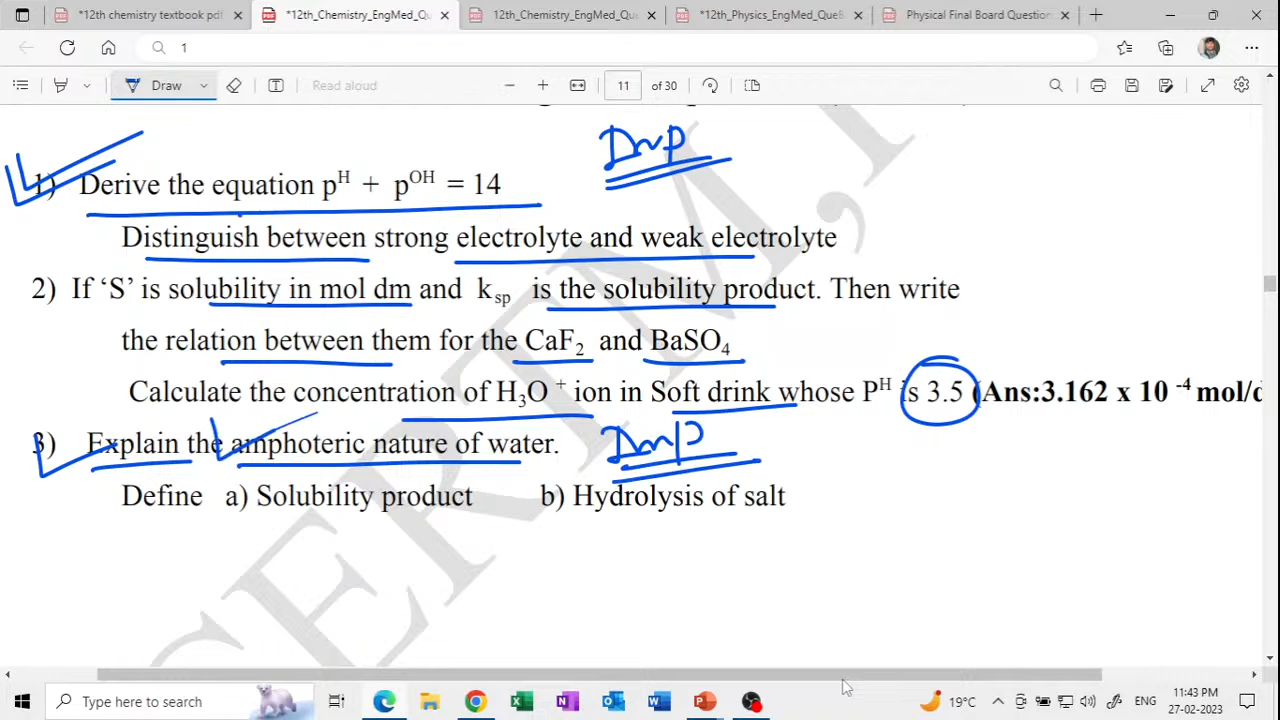 *12th chemistry textbook pdf
*12th_Chemistry_EngMed_Qu
12th_Chemistry_EngMed_Que
*12th_Physics_EngMed_QueB
Physical Final Board Question
1
Draw
Read aloud
11 of 30
Imp
1) Derive the equation pH + pOH = 14
Distinguish between strong electrolyte and weak electrolyte
2) If ‘S’ is solubility in mol dm and ksp is the solubility product. Then write
the relation between them for the CaF2 and BaSO4
Calculate the concentration of H3O + ion in Soft drink whose PH is 3.5 (Ans:3.162 x 10 -4 mol/d
3) Explain the amphoteric nature of water.
Imp
Define a) Solubility product b) Hydrolysis of salt
CERTM,
Type here to search
19°C
ENG
11:43 PM
27-02-2023